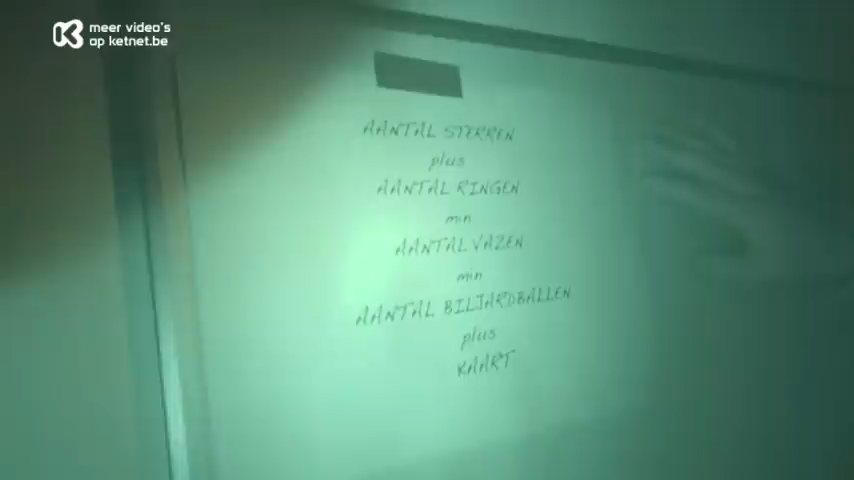 meer video's
op ketnet.be
AANTAL STERREN
plus
AANTAL RINGEN
min
AANTAL VAZEN
min
AANTAL BILJARDBALLEN
plus
KAART